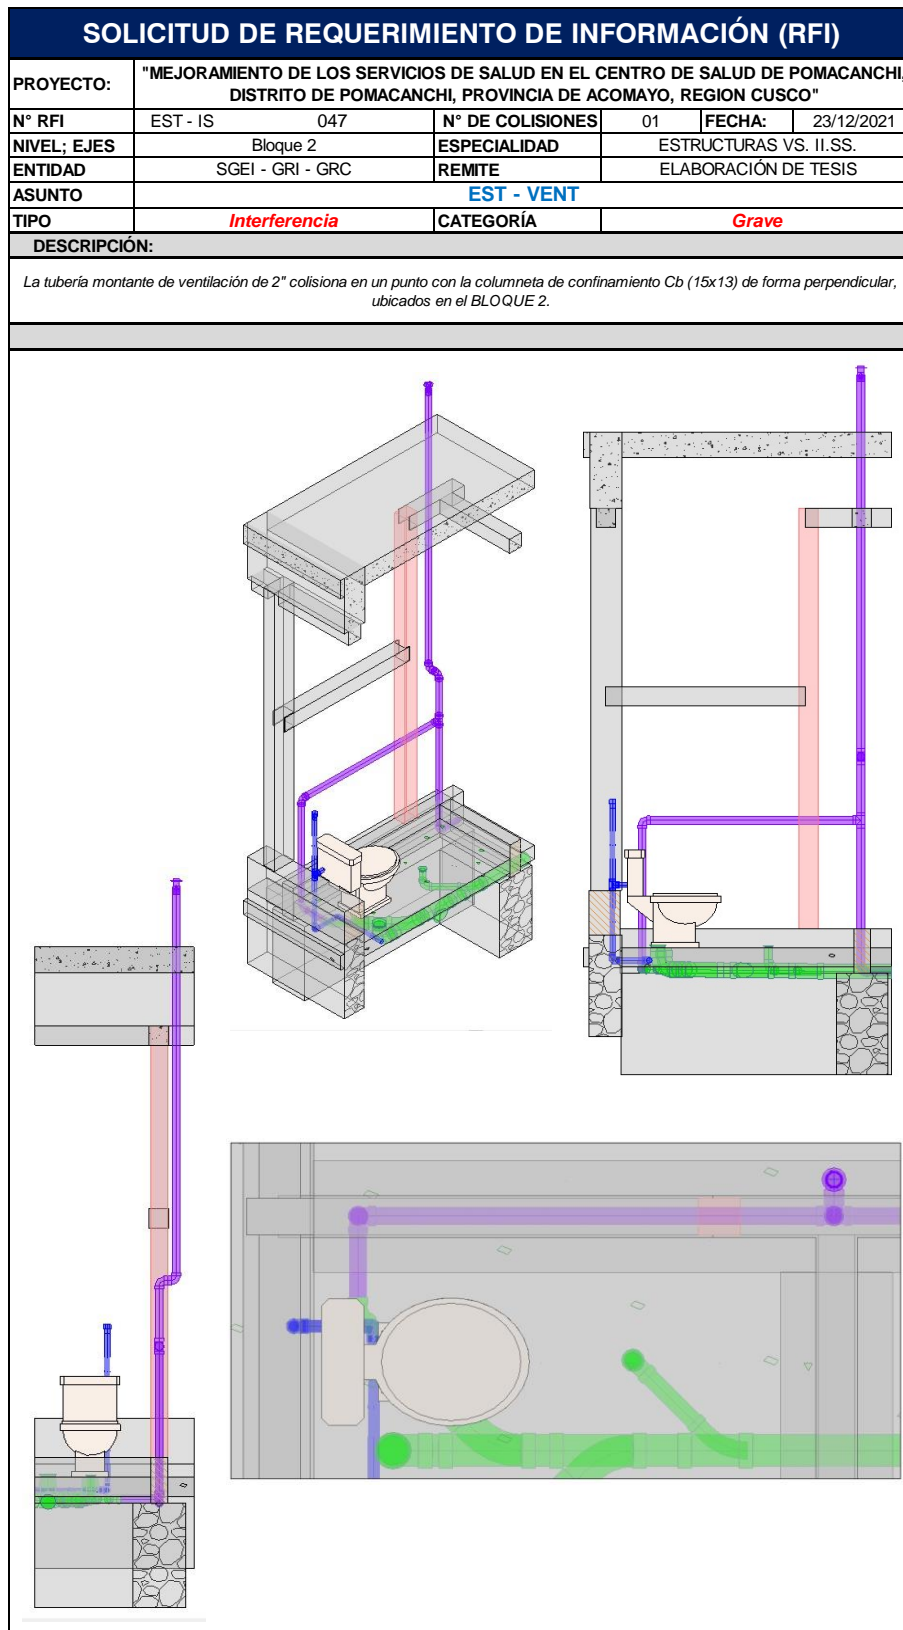 SOLICITUD DE REQUERIMIENTO DE INFORMACIÓN (RFI)
PROYECTO: "MEJORAMIENTO DE LOS SERVICIOS DE SALUD EN EL CENTRO DE SALUD DE POMACANCHI,
DISTRITO DE POMACANCHI, PROVINCIA DE ACOMAYO, REGION CUSCO"
N° RFI EST - IS 047 N° DE COLISIONES 01 FECHA: 23/12/2021
NIVEL; EJES Bloque 2 ESPECIALIDAD ESTRUCTURAS VS. II.SS.
ENTIDAD SGEI - GRI - GRC REMITE ELABORACIÓN DE TESIS
ASUNTO EST - VENT
TIPO Interferencia CATEGORÍA Grave
DESCRIPCIÓN:
La tubería montante de ventilación de 2" colisiona en un punto con la columneta de confinamiento Cb (15x13) de forma perpendicular,
ubicados en el BLOQUE 2.